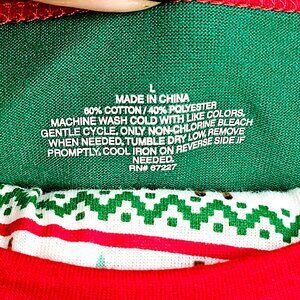 L
MADE IN CHINA
60% COTTON / 40% POLYESTER
MACHINE WASH COLD WITH LIKE COLORS,
GENTLE CYCLE, ONLY NON-CHLORINE BLEACH
WHEN NEEDED, TUMBLE DRY LOW, REMOVE
PROMPTLY, COOL IRON ON REVERSE SIDE IF
NEEDED.
RN# 67227